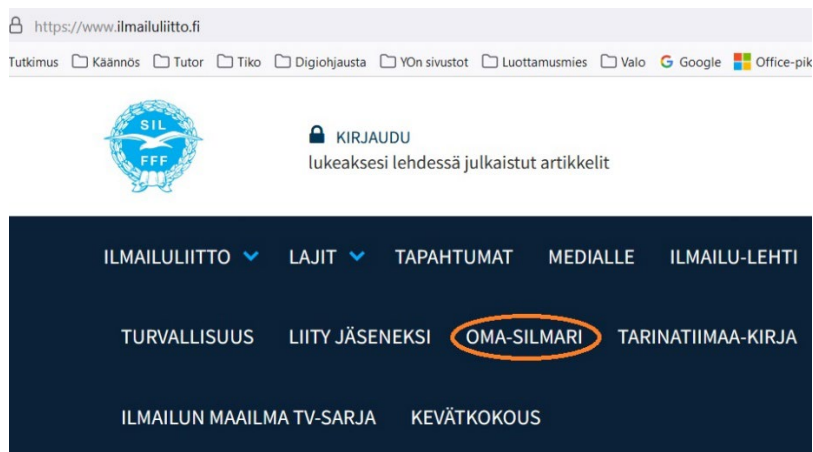 https://www.ilmailuliitto.fi
Tutkimus Käännös Tutor Tiko Digiohjausta YOn sivustot Luottamusmies Valo Google Office-pik
SIL
FFF
KIRJAUDU
lukeaksesi lehdessä julkaistut artikkelit
ILMAILULIITTO LAJIT TAPAHTUMAT MEDIALLE ILMAILU-LEHTI
TURVALLISUUS LIITY JÄSENEKSI OMA-SILMARI TARINATIIMAA-KIRJA
ILMAILUN MAAILMA TV-SARJA KEVÄTKOKOUS